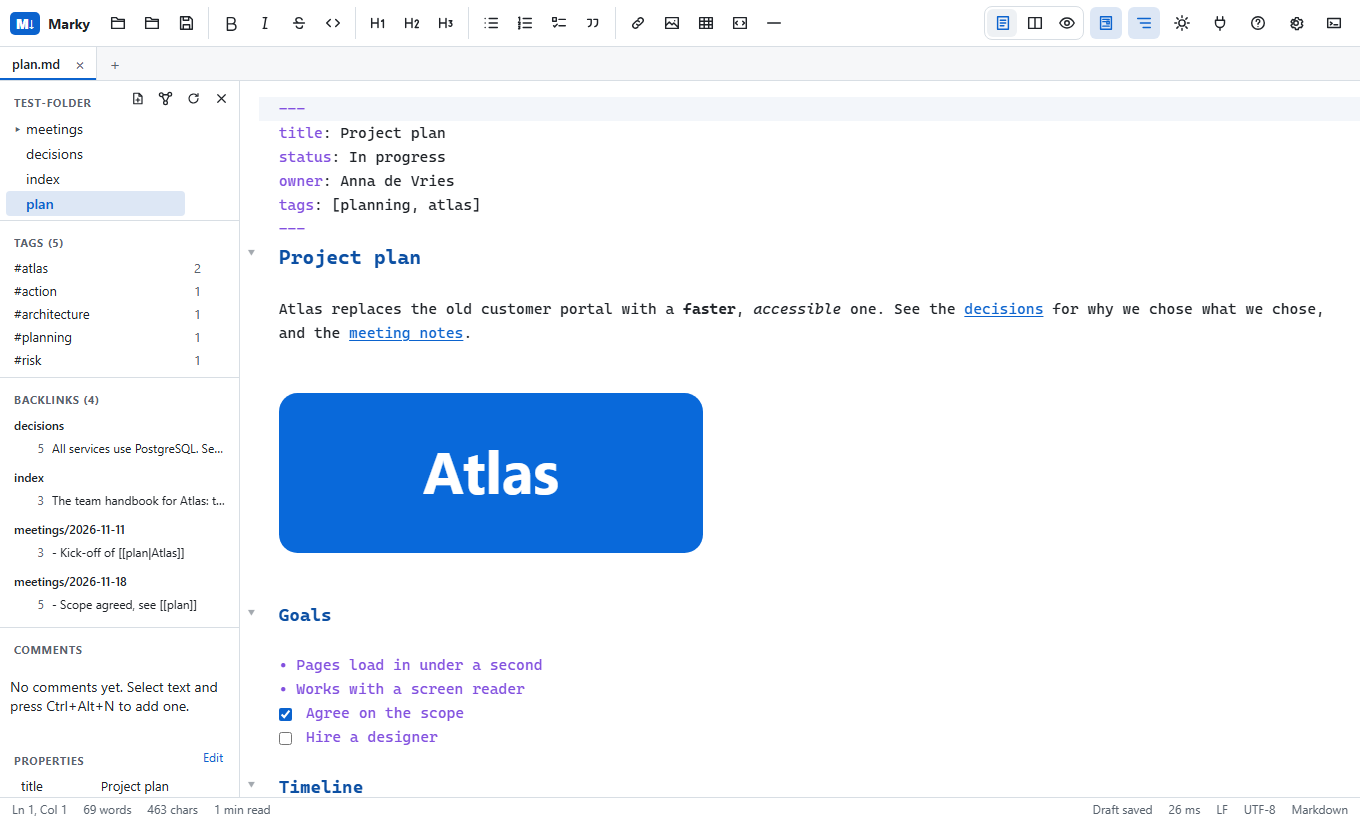 M↓ Marky H1 H2 H3
plan.md × +
TEST-FOLDER
meetings
decisions
index
plan
TAGS (5)
#atlas 2
#action 1
#architecture 1
#planning 1
#risk 1
BACKLINKS (4)
decisions
5 All services use PostgreSQL. Se...
index
3 The team handbook for Atlas: t...
meetings/2026-11-11
3 - Kick-off of [[plan|Atlas]]
meetings/2026-11-18
5 - Scope agreed, see [[plan]]
COMMENTS
No comments yet. Select text and
press Ctrl+Alt+N to add one.
PROPERTIES Edit
title Project plan
---
title: Project plan
status: In progress
owner: Anna de Vries
tags: [planning, atlas]
---
Project plan
Atlas replaces the old customer portal with a faster, accessible one. See the decisions for why we chose what we chose,
and the meeting notes.
Atlas
Goals
• Pages load in under a second
• Works with a screen reader
Agree on the scope
Hire a designer
Timeline
Ln 1, Col 1 69 words 463 chars 1 min read Draft saved 26 ms LF UTF-8 Markdown